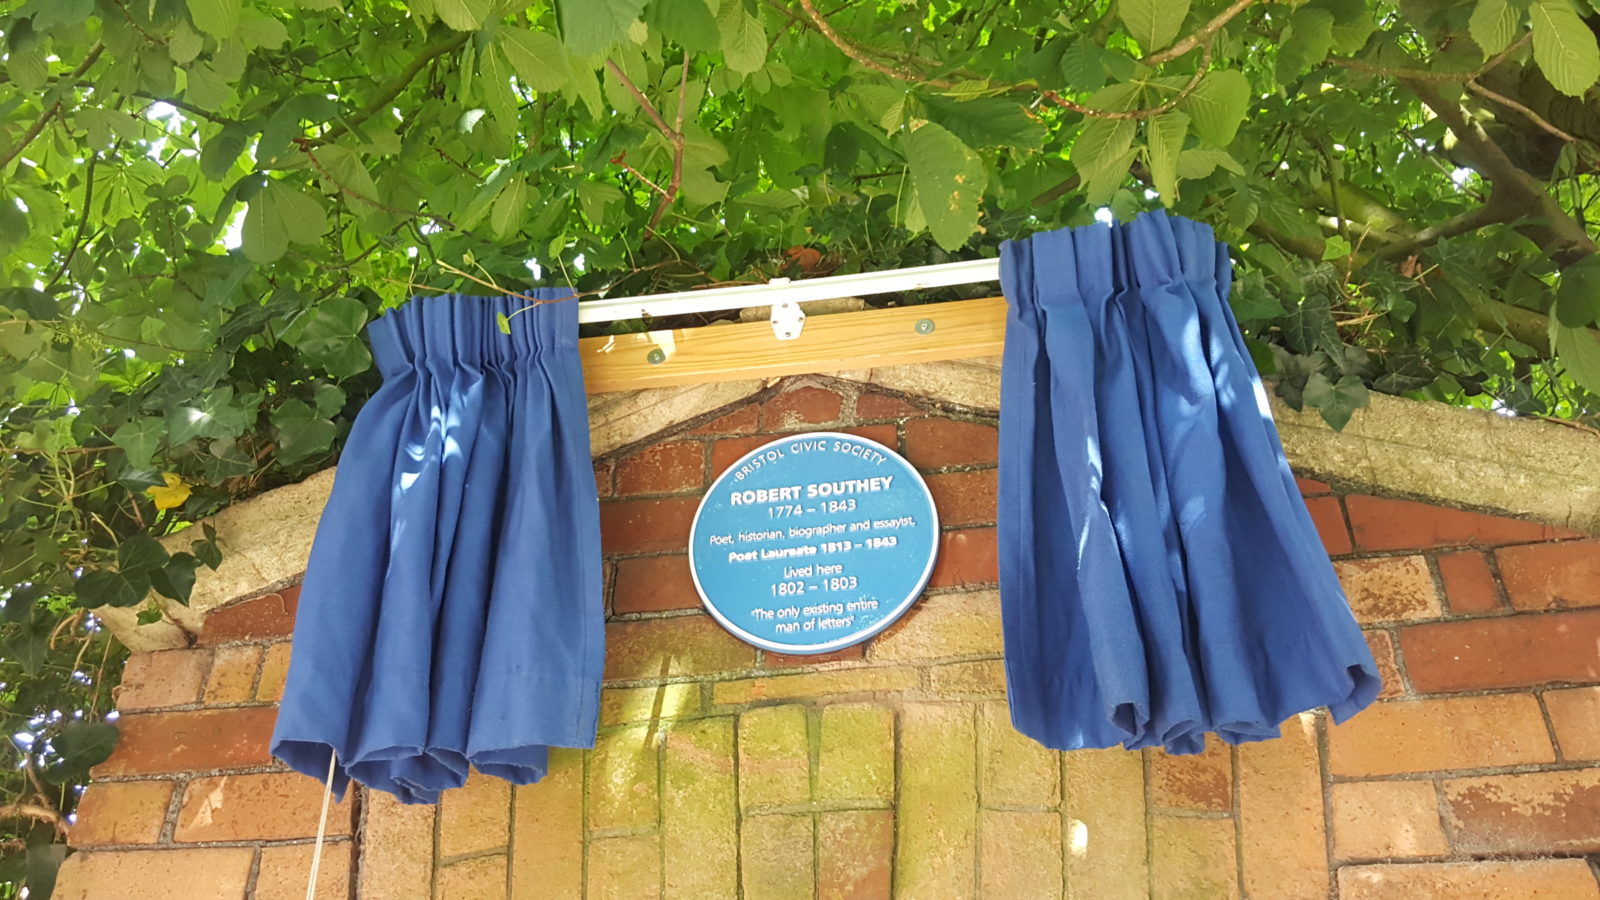 BRISTOL CIVIC SOCIETY
ROBERT SOUTHEY
1774 – 1843
Poet, historian, biographer and essayist,
Poet Laureate 1813 – 1843
Lived here
1802 – 1803
"The only existing entire
man of letters"